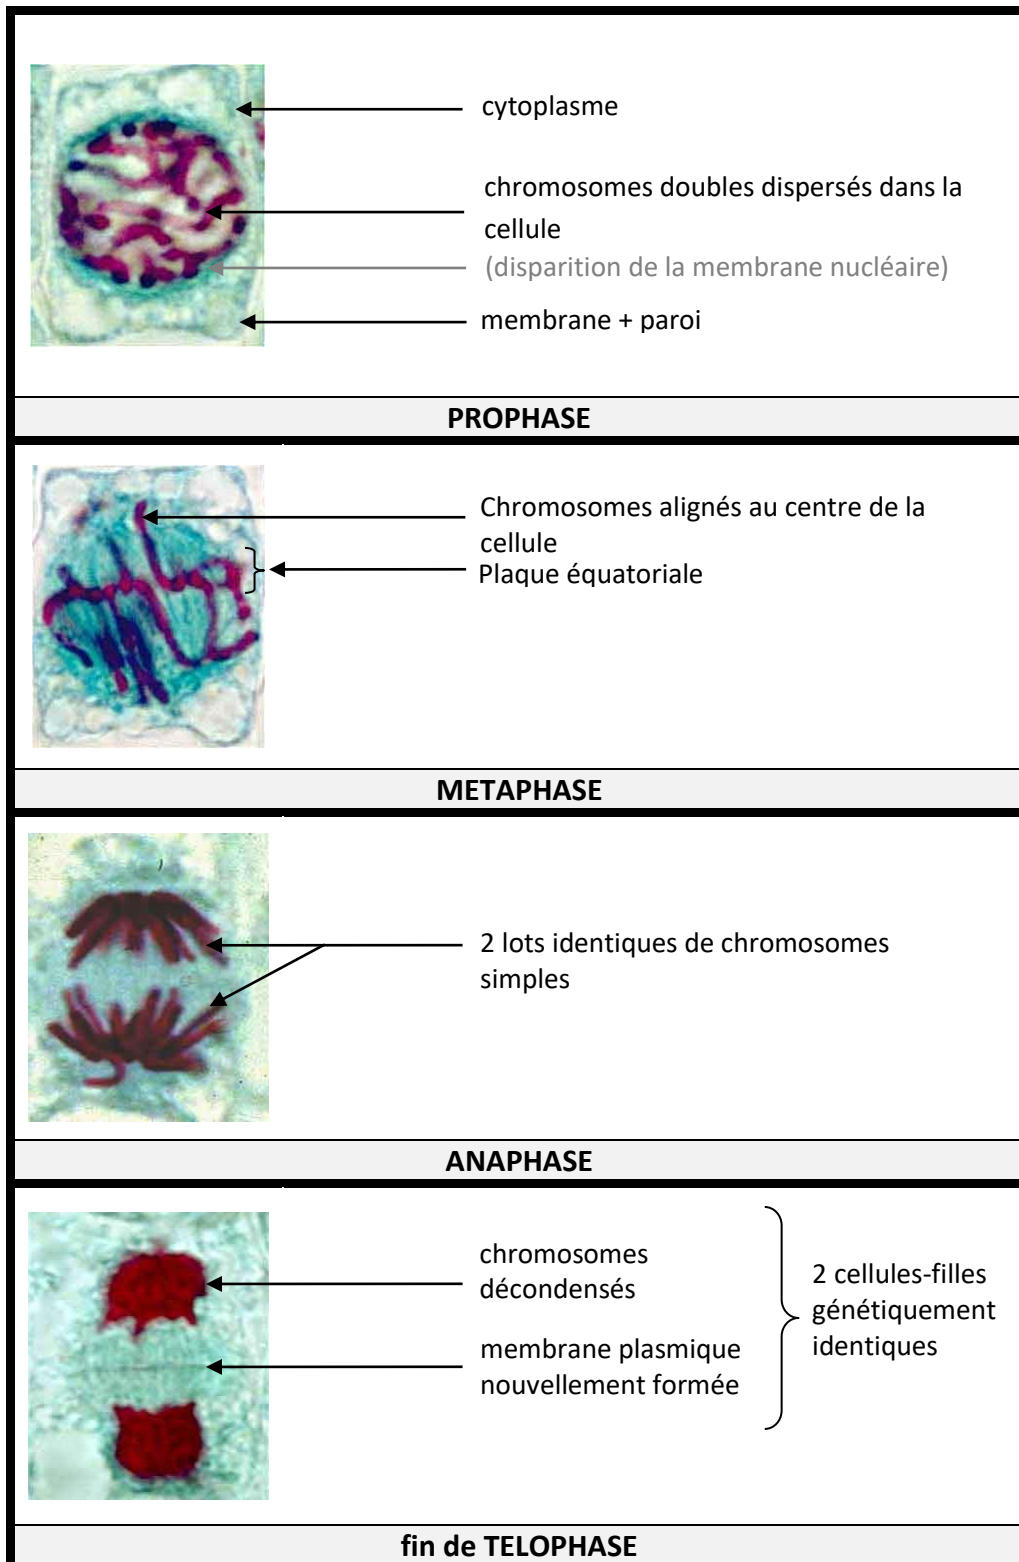 cytoplasme
chromosomes doubles dispersés dans la
cellule
(disparition de la membrane nucléaire)
membrane + paroi
PROPHASE
Chromosomes alignés au centre de la
cellule
Plaque équatoriale
METAPHASE
2 lots identiques de chromosomes
simples
ANAPHASE
chromosomes
décondensés
membrane plasmique
nouvellement formée
2 cellules-filles
génétiquement
identiques
fin de TELOPHASE